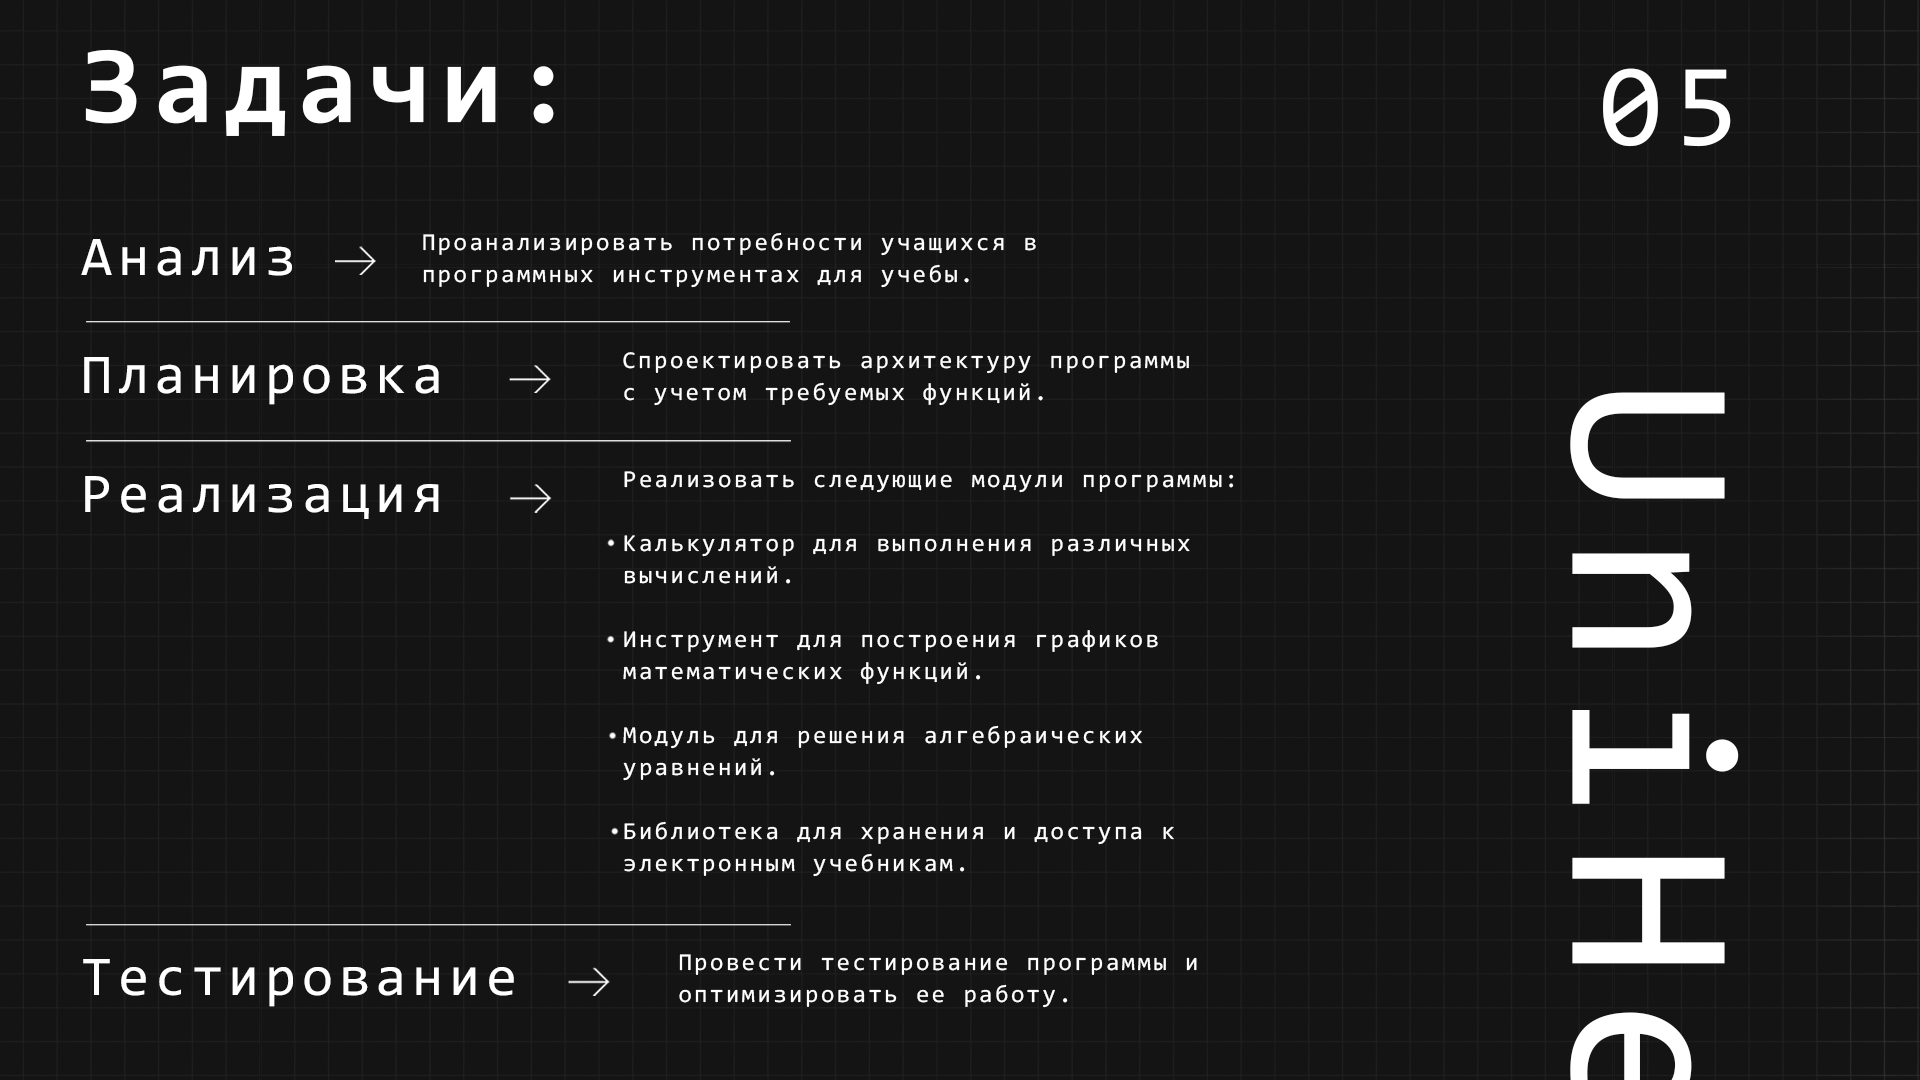 Задачи:
05
Анализ →
Проанализировать потребности учащихся в
программных инструментах для учебы.
Планировка →
Спроектировать архитектуру программы
с учетом требуемых функций.
Реализация →
Реализовать следующие модули программы:
•Калькулятор для выполнения различных
вычислений.
•Инструмент для построения графиков
математических функций.
•Модуль для решения алгебраических
уравнений.
•Библиотека для хранения и доступа к
электронным учебникам.
Тестирование →
Провести тестирование программы и
оптимизировать ее работу.
UniHe